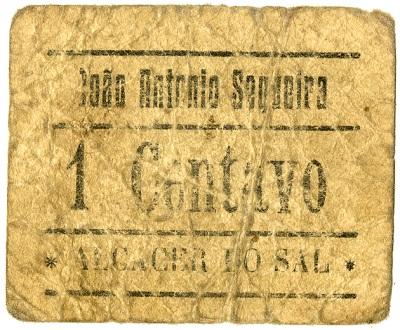 João Antonio Sequeira
1 Centavo
* ALCACER DO SAL *